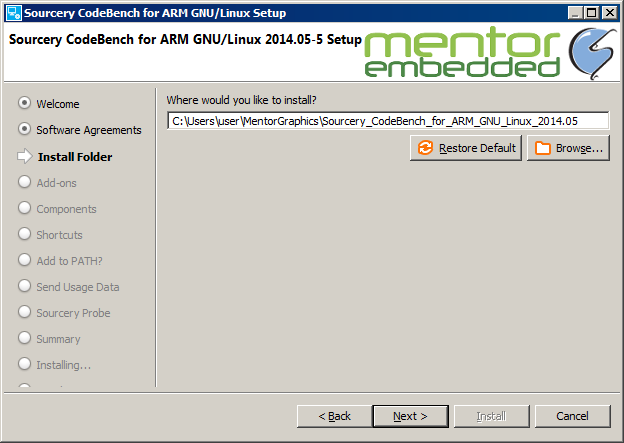 Sourcery CodeBench for ARM GNU/Linux Setup
Sourcery CodeBench for ARM GNU/Linux 2014.05-5 Setup
mentor
embedded
Welcome
Software Agreements
Install Folder
Add-ons
Components
Shortcuts
Add to PATH?
Send Usage Data
Sourcery Probe
Summary
Installing...
Where would you like to install?
C:\Users\user\MentorGraphics\Sourcery_CodeBench_for_ARM_GNU_Linux_2014.05
Restore Default
Browse...
< Back
Next >
Install
Cancel